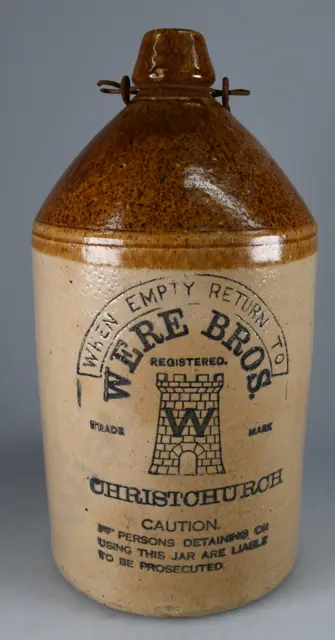 WHEN EMPTY RETURN TO
WERE BROS.
REGISTERED.
W
TRADE MARK
CHRISTCHURCH
CAUTION.
PERSONS DETAINING OR
USING THIS JAR ARE LIABLE
TO BE PROSECUTED.